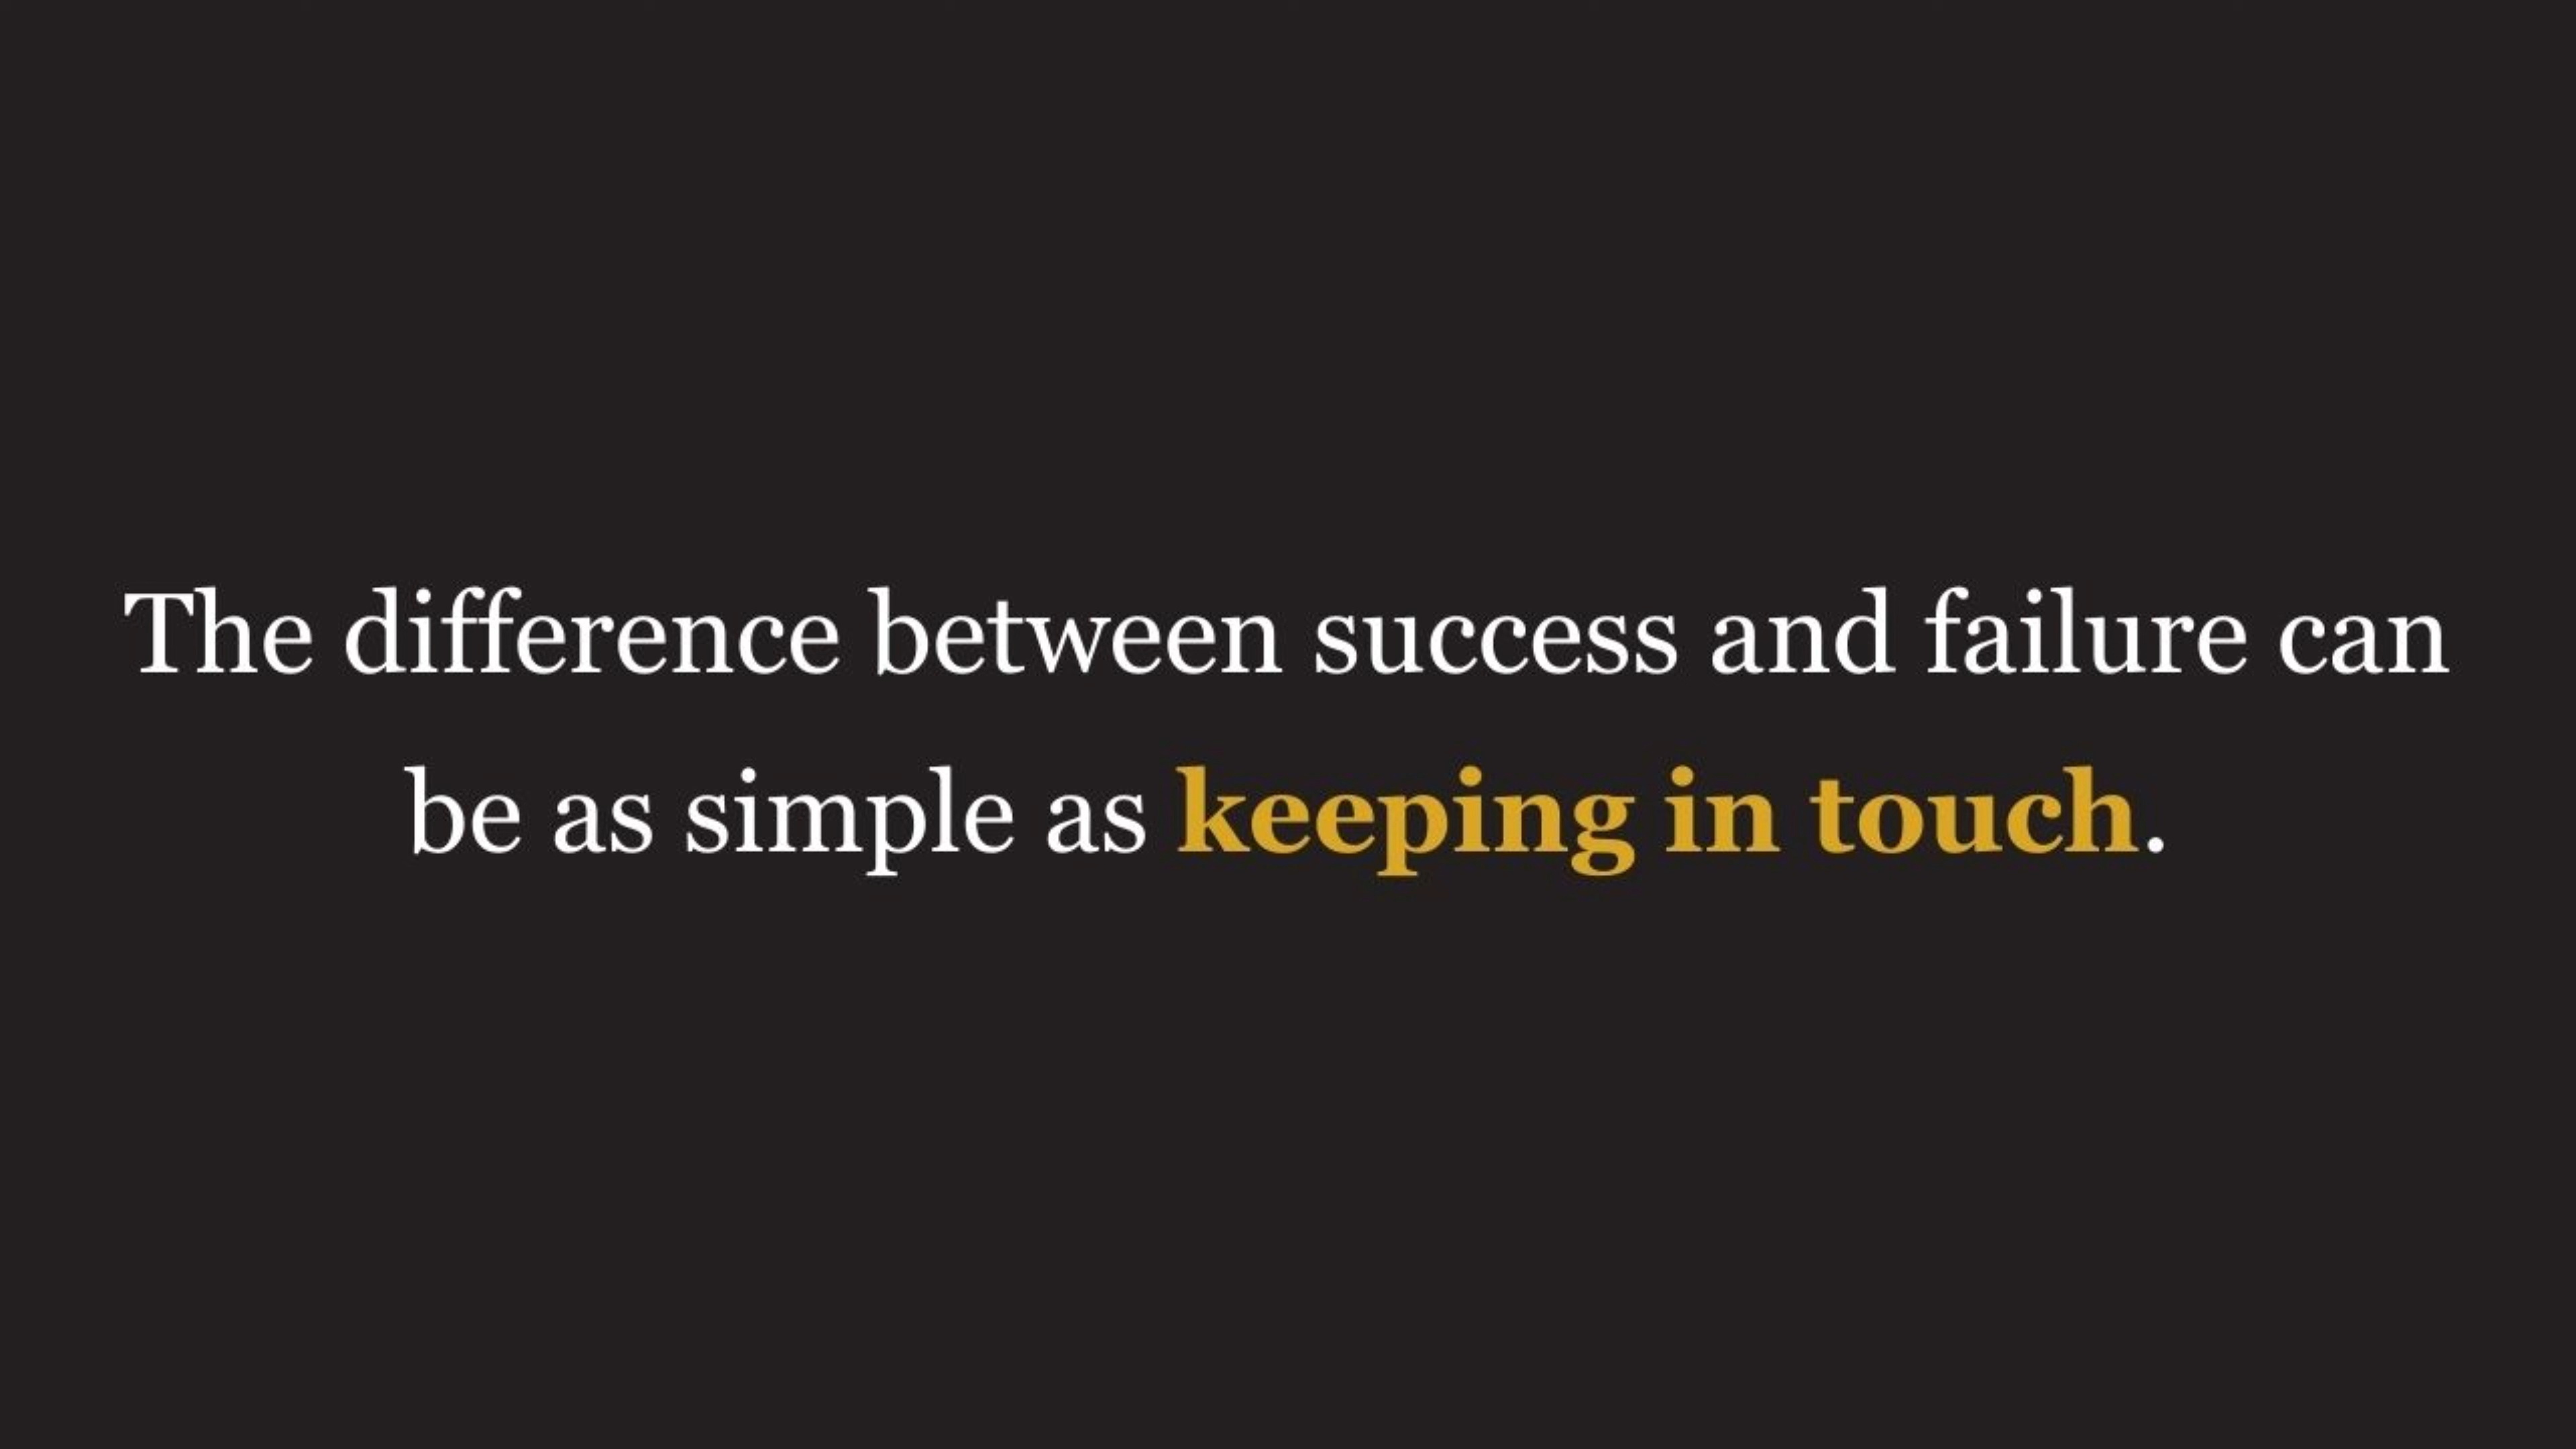 The difference between success and failure can
be as simple as keeping in touch.